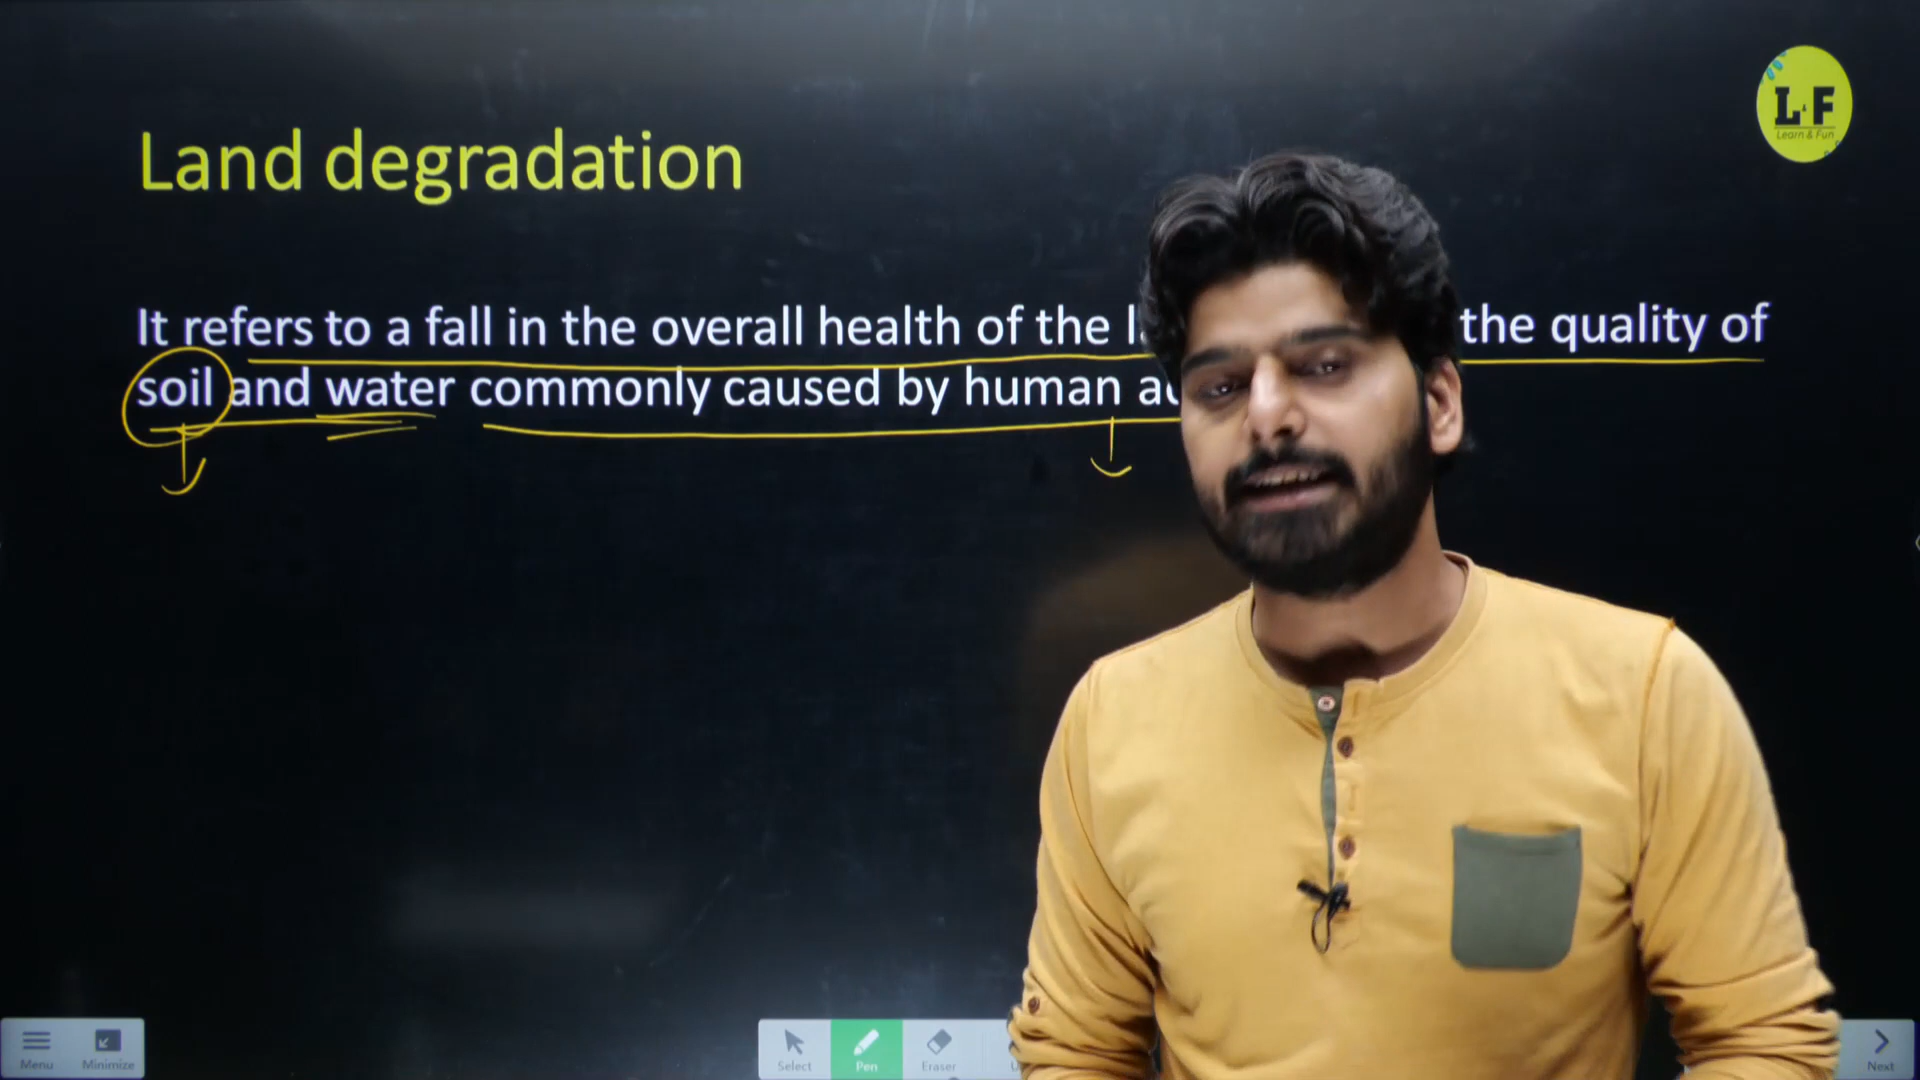 L&F
Learn & Fun
Land degradation
It refers to a fall in the overall health of the the quality of
soil and water commonly caused by human
Menu
Minimize
Select
Pen
Eraser
Next